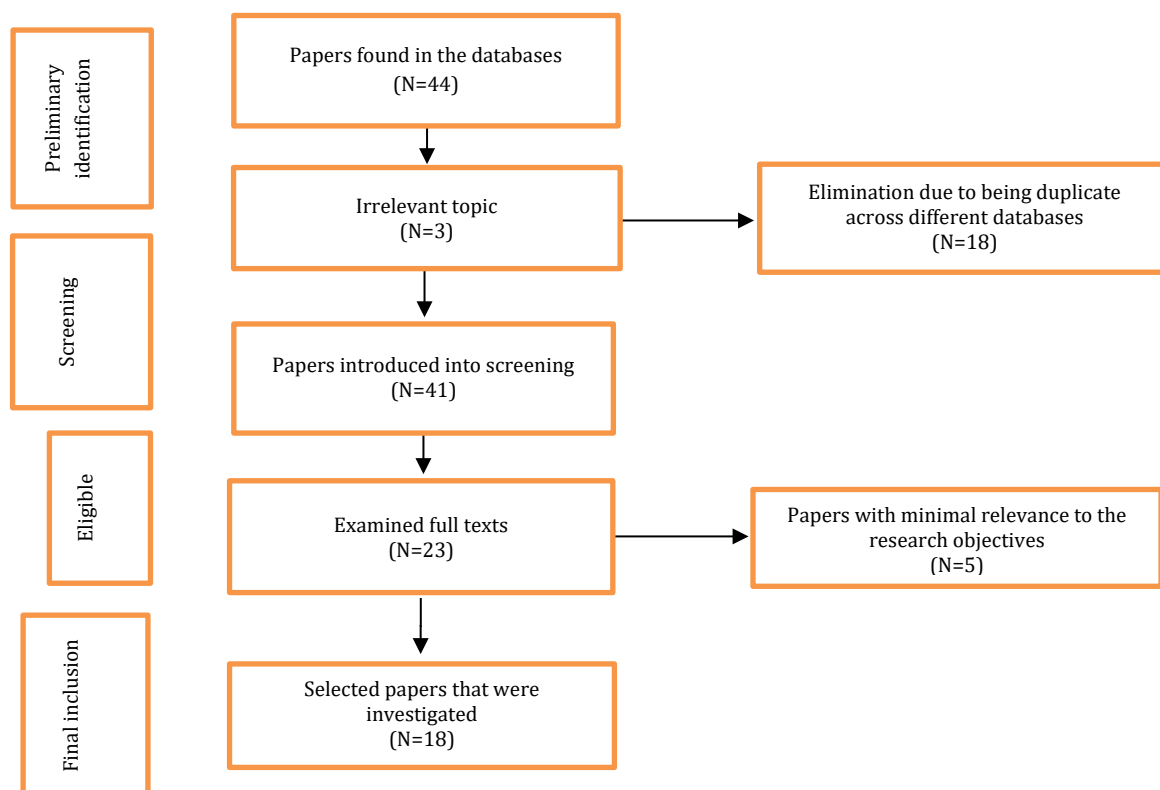 Preliminary
identification
Papers found in the databases
(N=44)
Irrelevant topic
(N=3)
Elimination due to being duplicate
across different databases
(N=18)
Screening
Papers introduced into screening
(N=41)
Eligible
Examined full texts
(N=23)
Papers with minimal relevance to the
research objectives
(N=5)
Final inclusion
Selected papers that were
investigated
(N=18)